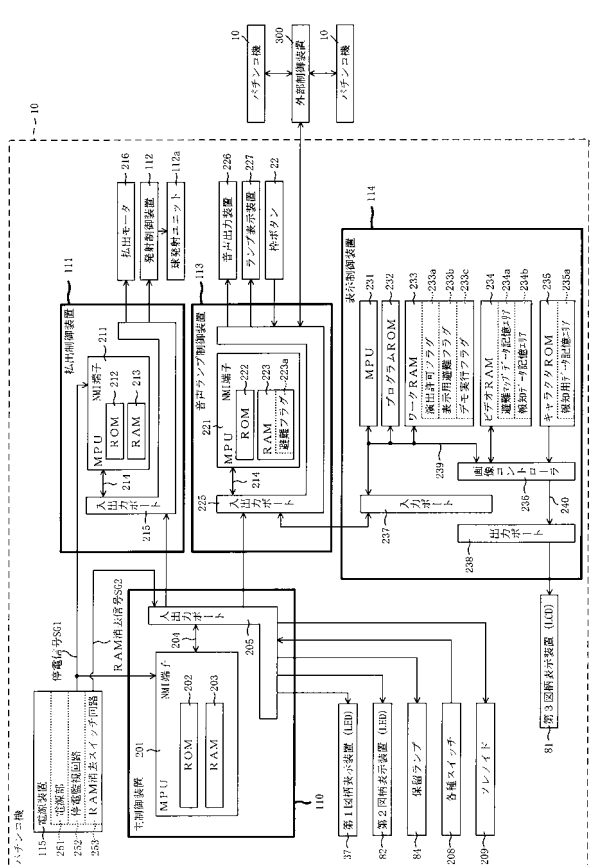 パチンコ機
10
115
電源装置
251
電源部
252
停電監視回路
253
RAM消去スイッチ回路
停電信号SG1
RAM消去信号SG2
主制御装置
110
201
MPU
NMI端子
ROM
202
RAM
203
204
入出力ポート
205
37
第1図柄表示装置(LED)
82
第2図柄表示装置(LED)
84
保留ランプ
208
各種スイッチ
209
ソレノイド
払出制御装置
111
MPU
211
NMI端子
ROM
212
RAM
213
214
入出力ポート
215
払出モータ
216
発射制御装置
112
球発射ユニット
112a
音声ランプ制御装置
113
221
MPU
NMI端子
ROM
222
RAM
223
223a
避難フラグ
214
225
入出力ポート
音声出力装置
226
ランプ表示装置
227
枠ボタン
22
表示制御装置
114
MPU
231
プログラムROM
232
ワークRAM
233
演出許可フラグ
233a
表示用避難フラグ
233b
デモ実行フラグ
233c
ビデオRAM
234
避難マップデータ記憶エリア
234a
報知データ記憶エリア
234b
キャラクタROM
235
報知用データ記憶エリア
235a
239
画像コントローラ
236
入力ポート
237
240
出力ポート
238
81
第3図柄表示装置(LCD)
パチンコ機
10
外部制御装置
300
パチンコ機
10